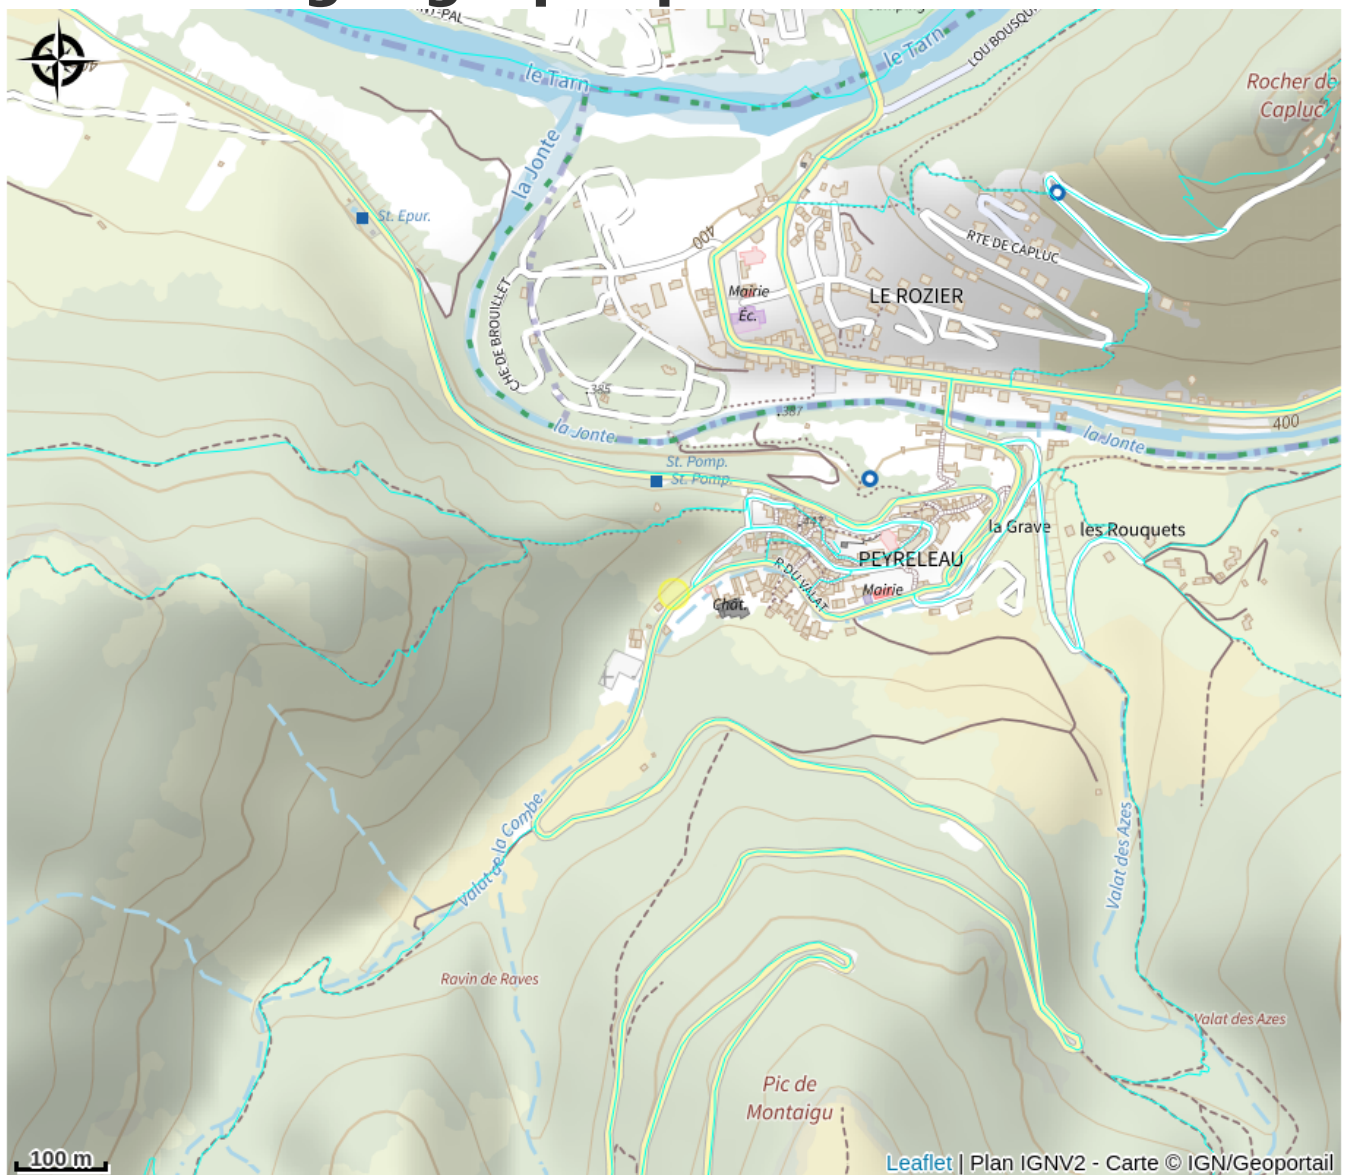 le Tarn
le Tarn
LOU BOUSQU
Rocher de
Capluc
la Jonte
St. Epur.
400
RTE DE CAPLUC
Mairie
Éc.
LE ROZIER
CHE DE BROUILLET
.385
.387
la Jonte
la Jonte
400
St. Pomp.
St. Pomp.
.447
la Grave
les Rouquets
PEYRELEAU
R DU VALAT
Mairie
Chât.
Valat de la Combe
Valat des Azes
Ravin de Raves
Valat des Azes
Pic de
Montaigu
100 m
Leaflet | Plan IGNV2 - Carte © IGN/Geoportail